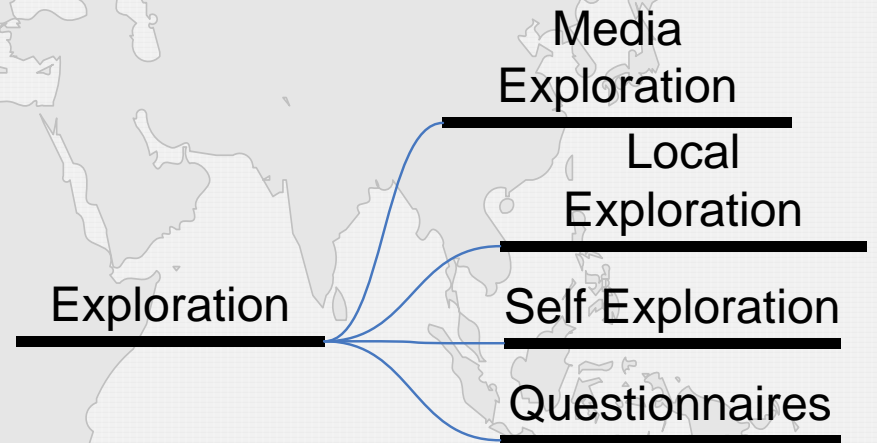 Media
Exploration
Local
Exploration
Exploration
Self Exploration
Questionnaires